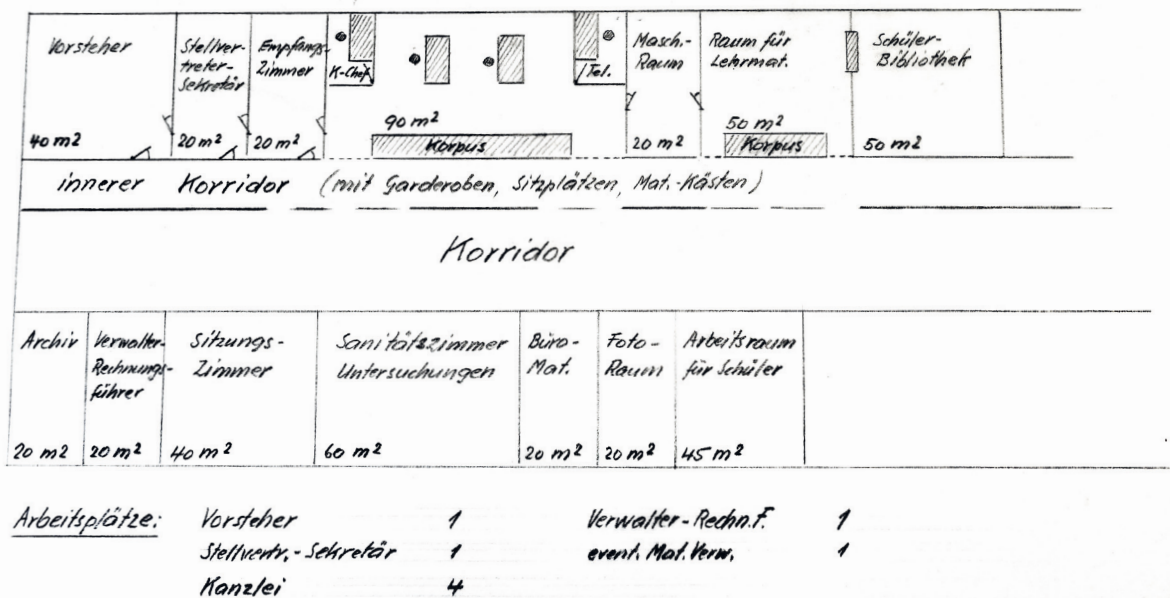 Vorsteher
40 m2
Stellver-
treter-
Sekretär
20 m2
Empfangs-
Zimmer
20 m2
K-Chef
90 m2
Korpus
Tel.
Masch.-
Raum
20 m2
Raum für
Lehrmat.
50 m2
Korpus
Schüler-
Bibliothek
50 m2
innerer Korridor (mit Garderoben, Sitzplätzen, Mat.-Kästen)
Korridor
Archiv
20 m2
Verwalter-
Rechnungs-
führer
20 m2
Sitzungs-
Zimmer
40 m2
Sanitätszimmer
Untersuchungen
60 m2
Büro-
Mat.
20 m2
Foto-
Raum
20 m2
Arbeitsraum
für Schüler
45 m2
Arbeitsplätze: Vorsteher 1 Verwalter-Rechn.F. 1
Stellvertr.-Sekretär 1 event. Mat. Verw. 1
Kanzlei 4